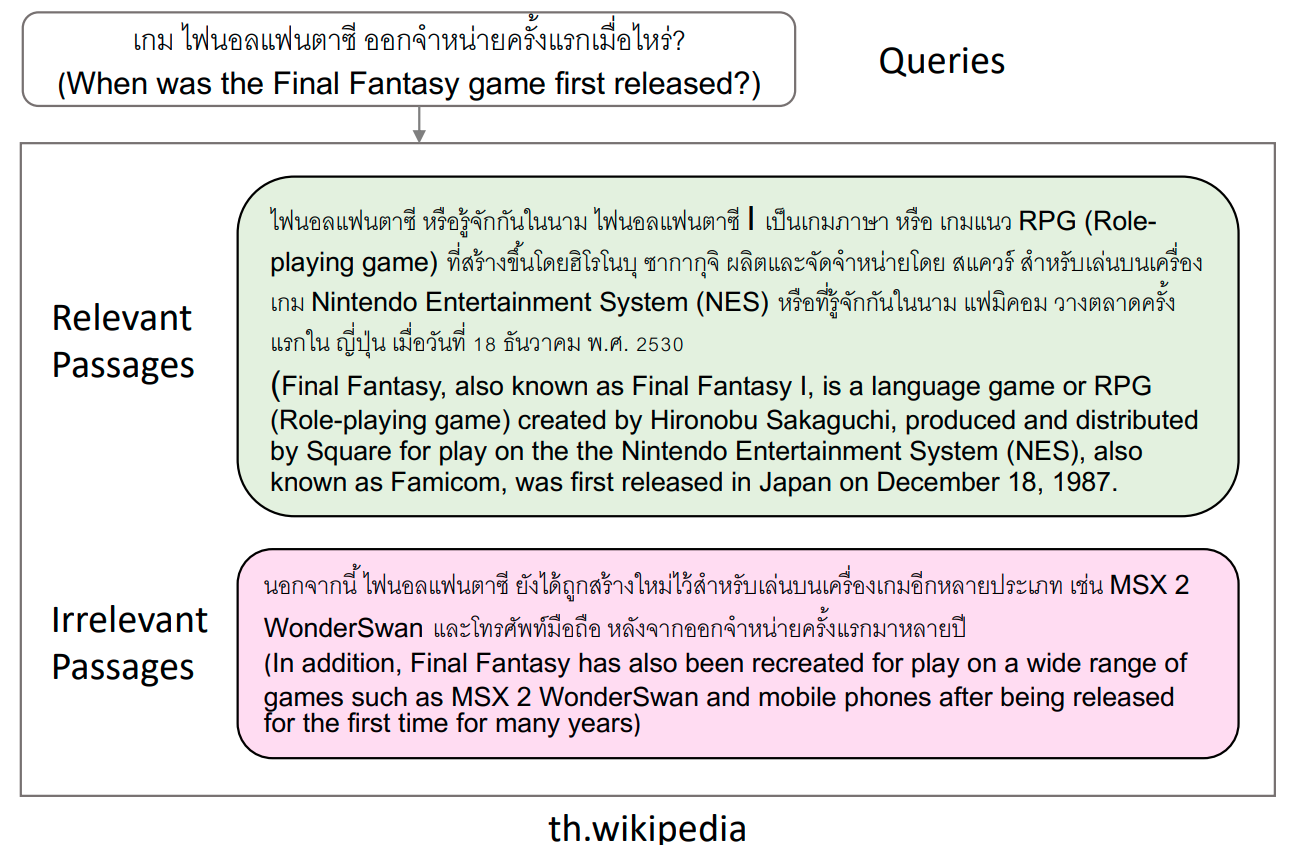 เกม ไฟนอลแฟนตาซี ออกจำหน่ายครั้งแรกเมื่อไหร่?
(When was the Final Fantasy game first released?)
Queries
Relevant
Passages
ไฟนอลแฟนตาซี หรือรู้จักกันในนาม ไฟนอลแฟนตาซี I เป็นเกมภาษา หรือ เกมแนว RPG (Role-
playing game) ที่สร้างขึ้นโดยฮิโรโนบุ ซากากุจิ ผลิตและจัดจำหน่ายโดย สแควร์ สำหรับเล่นบนเครื่อง
เกม Nintendo Entertainment System (NES) หรือที่รู้จักกันในนาม แฟมิคอม วางตลาดครั้ง
แรกใน ญี่ปุ่น เมื่อวันที่ 18 ธันวาคม พ.ศ. 2530
(Final Fantasy, also known as Final Fantasy I, is a language game or RPG
(Role-playing game) created by Hironobu Sakaguchi, produced and distributed
by Square for play on the the Nintendo Entertainment System (NES), also
known as Famicom, was first released in Japan on December 18, 1987.
Irrelevant
Passages
นอกจากนี้ ไฟนอลแฟนตาซี ยังได้ถูกสร้างใหม่ไว้สำหรับเล่นบนเครื่องเกมอีกหลายประเภท เช่น MSX 2
WonderSwan และโทรศัพท์มือถือ หลังจากออกจำหน่ายครั้งแรกมาหลายปี
(In addition, Final Fantasy has also been recreated for play on a wide range of
games such as MSX 2 WonderSwan and mobile phones after being released
for the first time for many years)
th.wikipedia